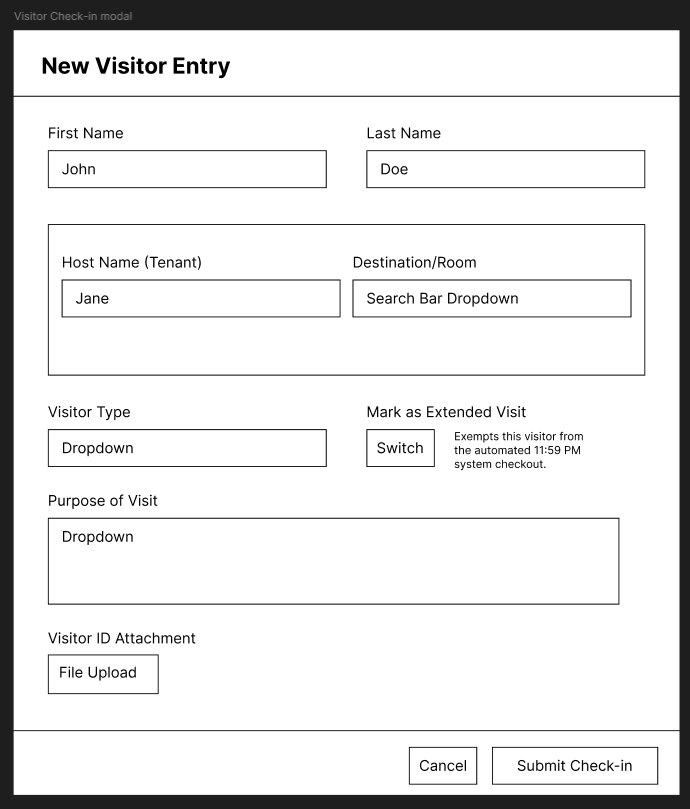 Visitor Check-in modal
New Visitor Entry
First Name
Last Name
John
Doe
Host Name (Tenant)
Destination/Room
Jane
Search Bar Dropdown
Visitor Type
Mark as Extended Visit
Dropdown
Switch
Exempts this visitor from
the automated 11:59 PM
system checkout.
Purpose of Visit
Dropdown
Visitor ID Attachment
File Upload
Cancel
Submit Check-in